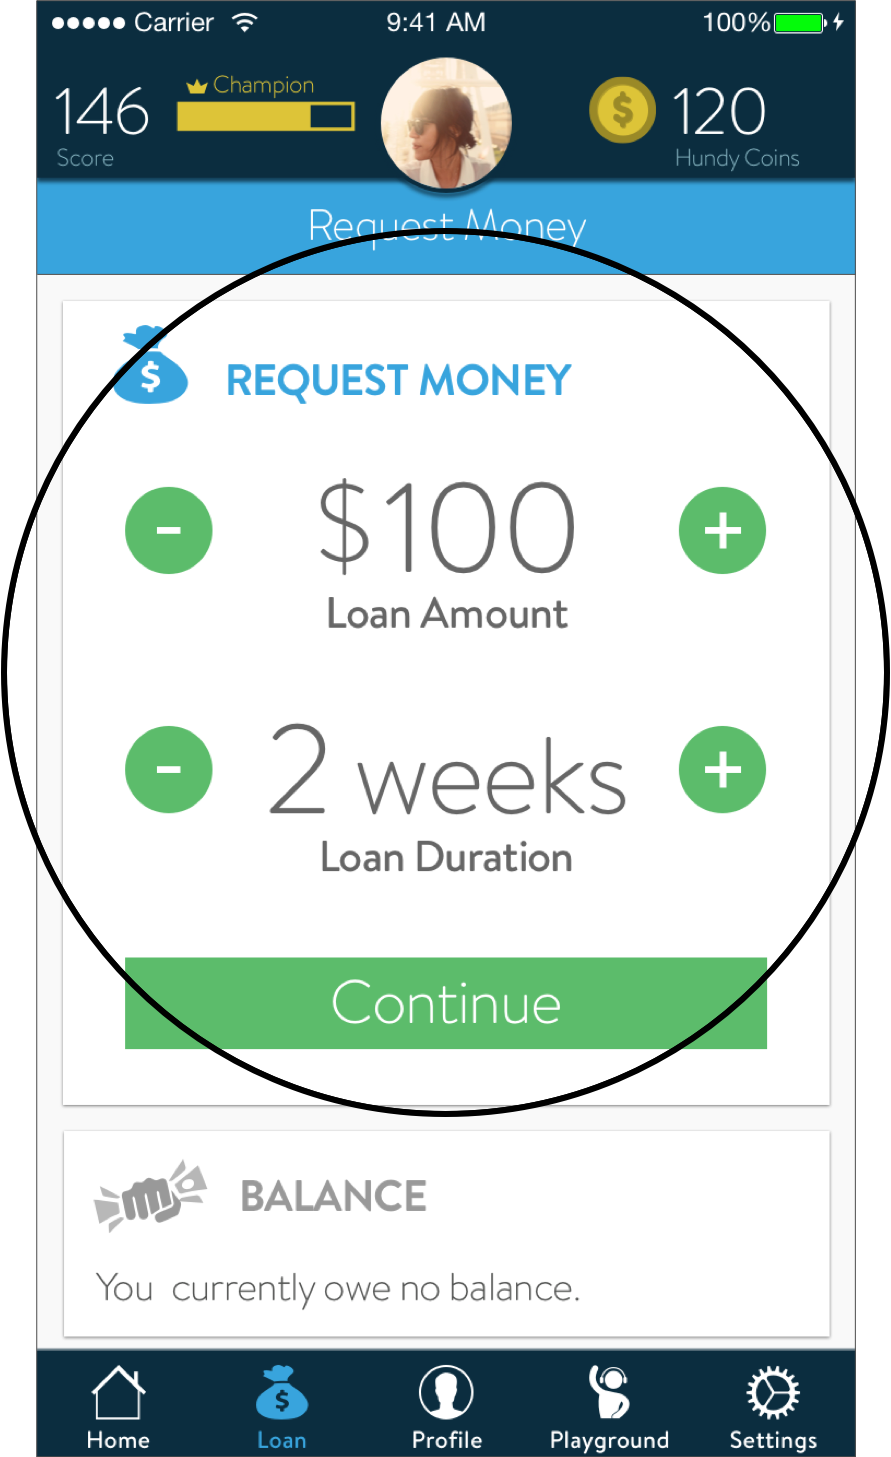 Carrier 9:41 AM 100%
146 Champion $ 120
Score Hundy Coins
Request Money
$ REQUEST MONEY
- $100 +
Loan Amount
- 2 weeks +
Loan Duration
Continue
BALANCE
You currently owe no balance.
$
Home Loan Profile Playground Settings